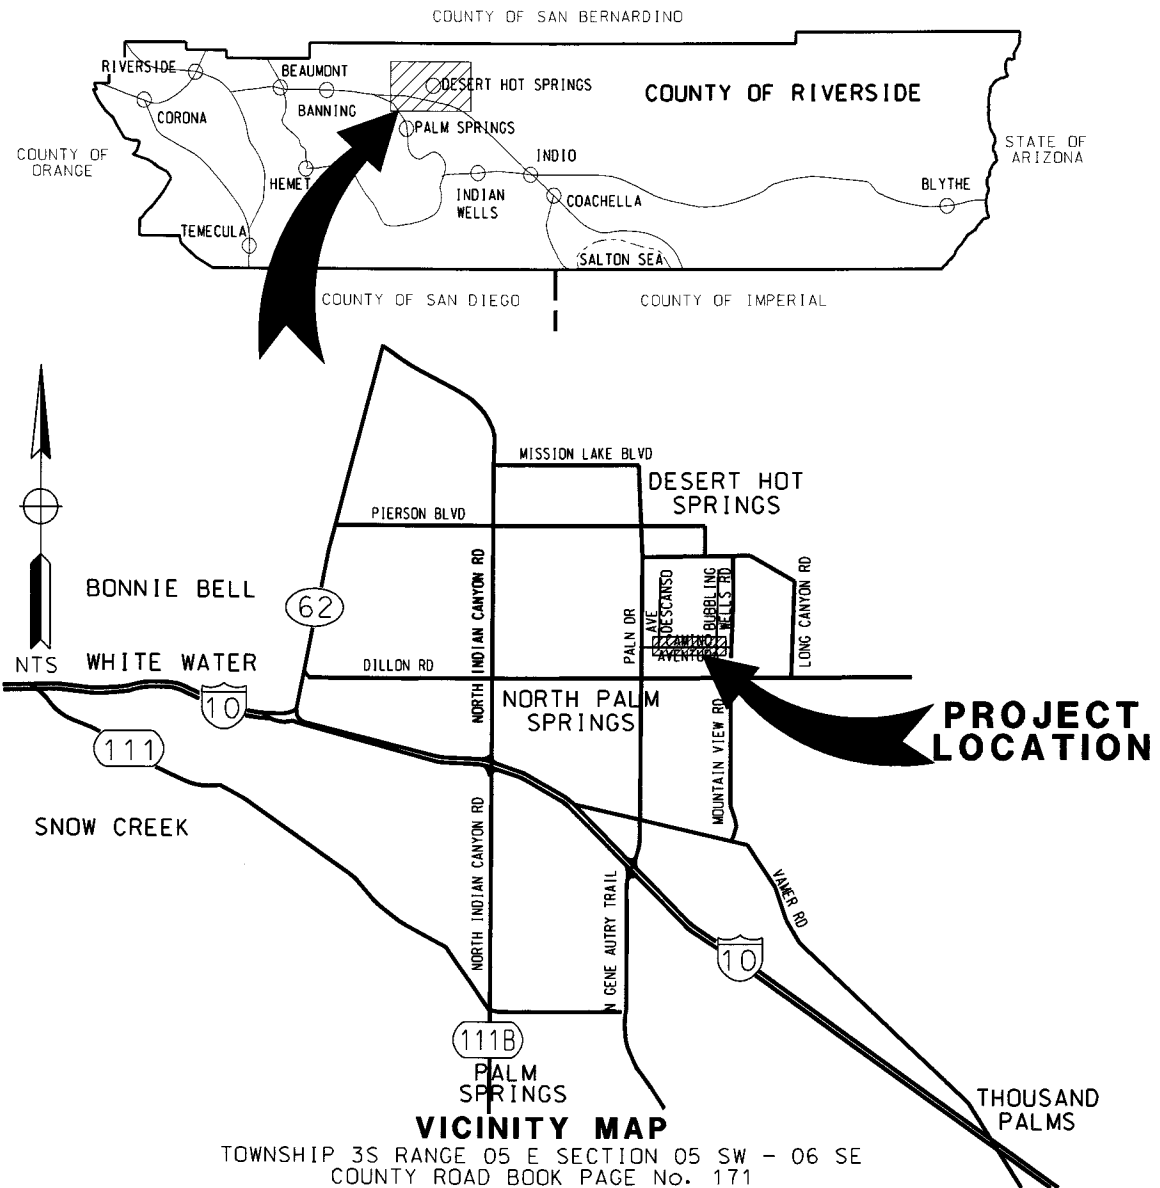 COUNTY OF SAN BERNARDINO
RIVERSIDE
BEAUMONT
DESERT HOT SPRINGS
COUNTY OF RIVERSIDE
BANNING
CORONA
PALM SPRINGS
COUNTY OF
ORANGE
STATE OF
ARIZONA
INDIO
HEMET
INDIAN
WELLS
COACHELLA
BLYTHE
TEMECULA
SALTON SEA
COUNTY OF SAN DIEGO
COUNTY OF IMPERIAL
MISSION LAKE BLVD
DESERT HOT
SPRINGS
PIERSON BLVD
NORTH INDIAN CANYON RD
BONNIE BELL
62
PALN DR
AVE
DESCANSO
BUBBLING
WELLS RD
LONG CANYON RD
CAMINO
AVENTURA
NTS
WHITE WATER
DILLON RD
10
NORTH PALM
SPRINGS
MOUNTAIN VIEW RD
PROJECT
LOCATION
111
SNOW CREEK
NORTH INDIAN CANYON RD
N GENE AUTRY TRAIL
VAMER RD
10
111B
PALM
SPRINGS
THOUSAND
PALMS
VICINITY MAP
TOWNSHIP 3S RANGE 05 E SECTION 05 SW - 06 SE
COUNTY ROAD BOOK PAGE No. 171